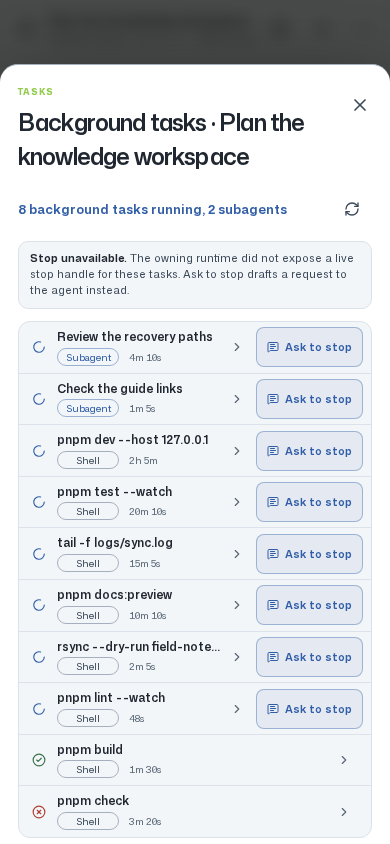 TASKS
Background tasks · Plan the
knowledge workspace
8 background tasks running, 2 subagents
Stop unavailable. The owning runtime did not expose a live
stop handle for these tasks. Ask to stop drafts a request to
the agent instead.
Review the recovery paths
Subagent 4m 10s
Ask to stop
Check the guide links
Subagent 1m 5s
Ask to stop
pnpm dev --host 127.0.0.1
Shell 2h 5m
Ask to stop
pnpm test --watch
Shell 20m 10s
Ask to stop
tail -f logs/sync.log
Shell 15m 5s
Ask to stop
pnpm docs:preview
Shell 10m 10s
Ask to stop
rsync --dry-run field-note...
Shell 2m 5s
Ask to stop
pnpm lint --watch
Shell 48s
Ask to stop
pnpm build
Shell 1m 30s
pnpm check
Shell 3m 20s